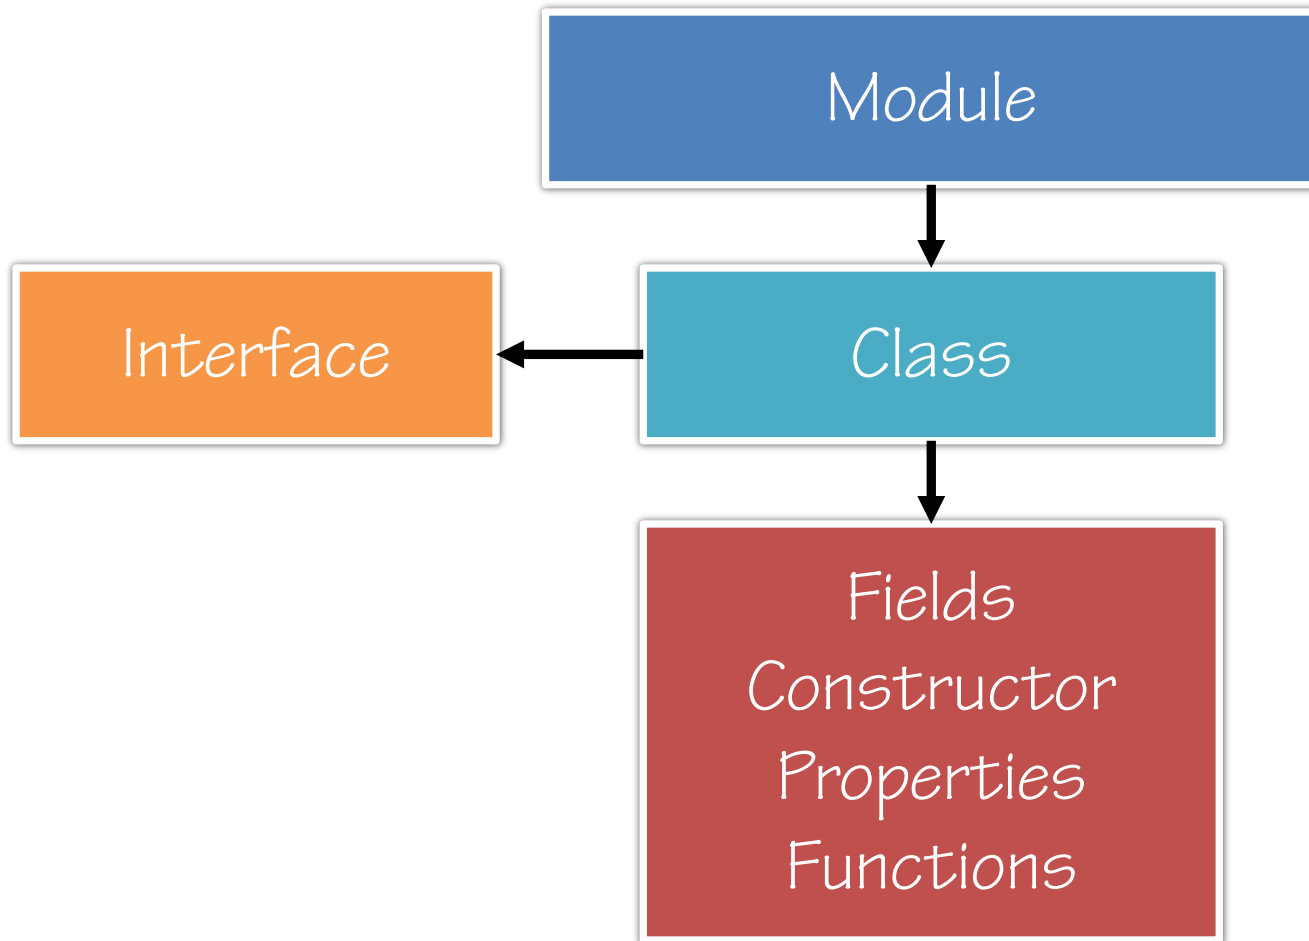 Module
Interface
Class
Fields
Constructor
Properties
Functions